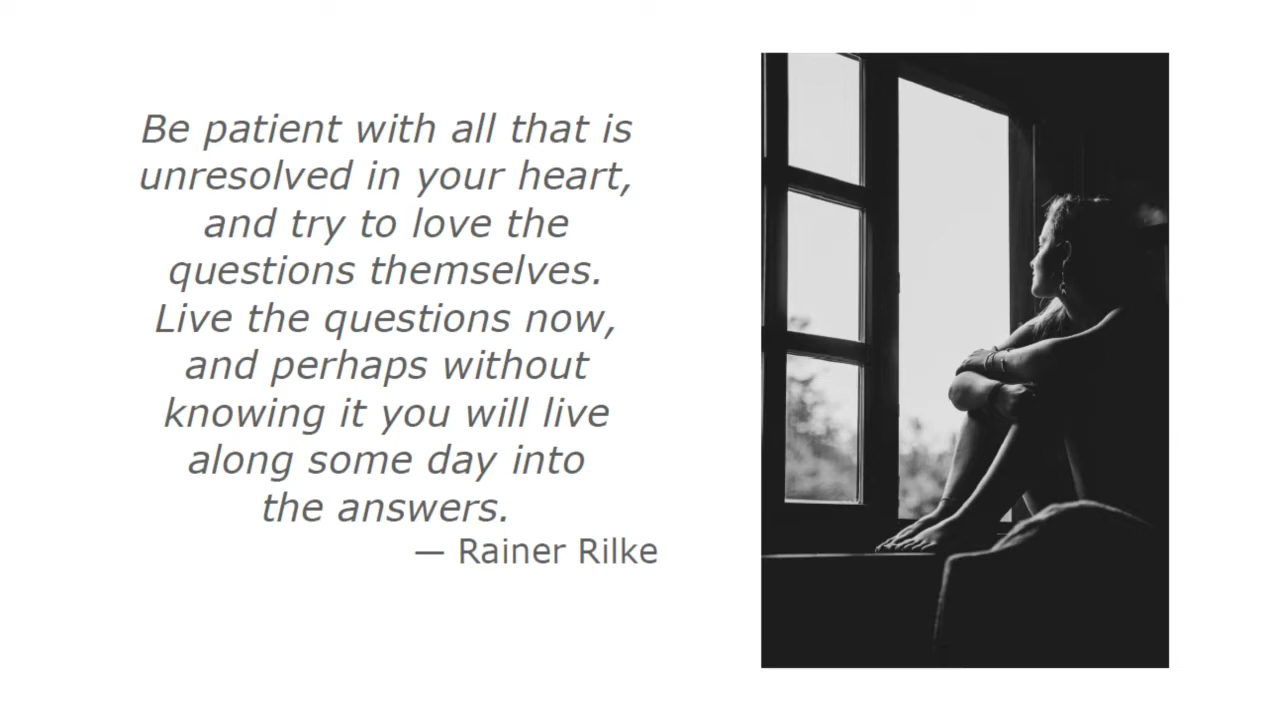 Be patient with all that is
unresolved in your heart,
and try to love the
questions themselves.
Live the questions now,
and perhaps without
knowing it you will live
along some day into
the answers.
— Rainer Rilke